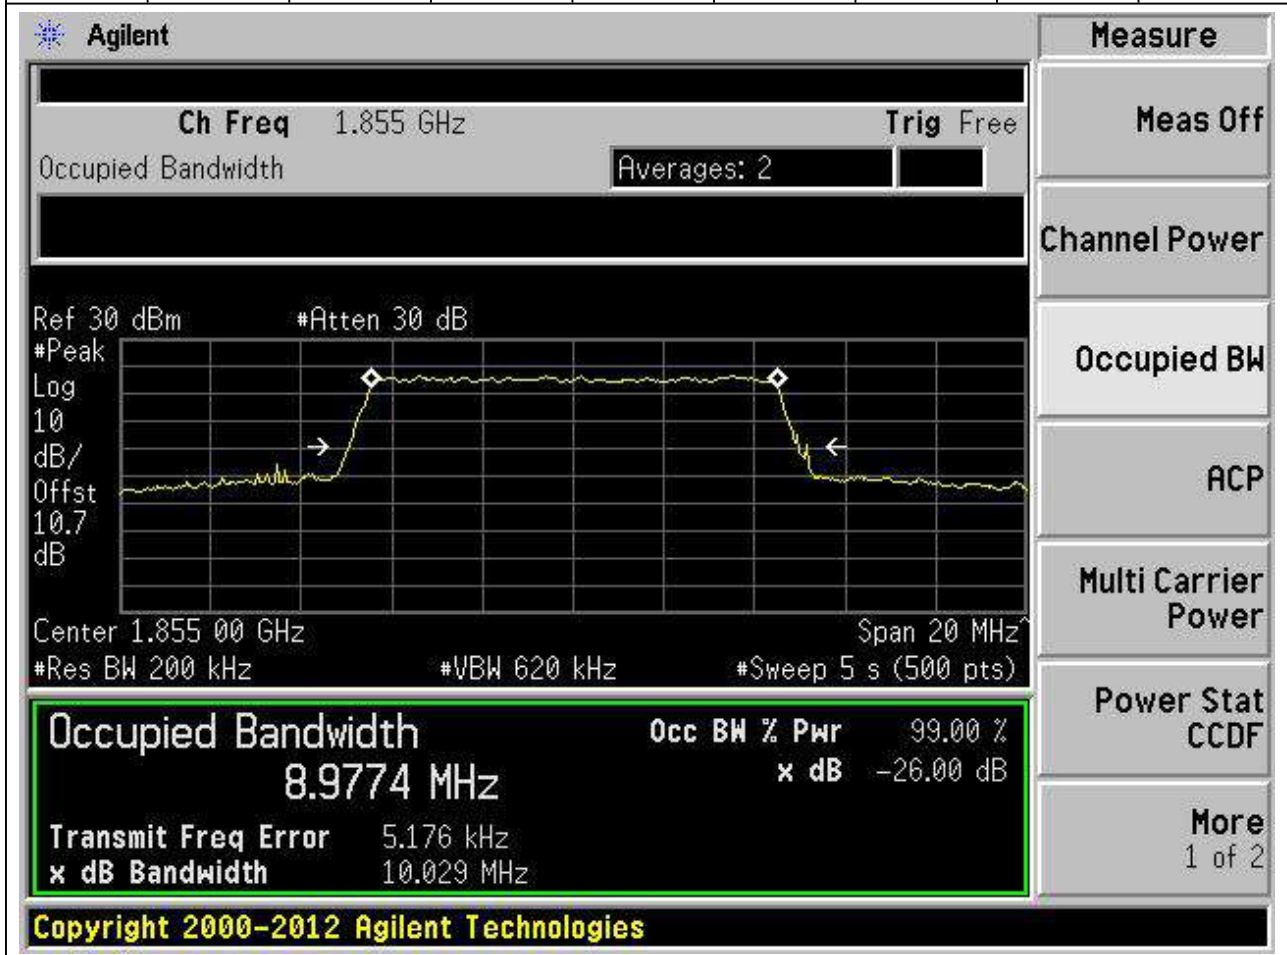 Agilent
Measure
Ch Freq 1.855 GHz Trig Free
Occupied Bandwidth Averages: 2
Meas Off
Channel Power
Occupied BW
ACP
Multi Carrier
Power
Power Stat
CCDF
More
1 of 2
Ref 30 dBm #Atten 30 dB
#Peak
Log
10
dB/
Offst
10.7
dB
Center 1.855 00 GHz Span 20 MHz^
#Res BW 200 kHz #VBW 620 kHz #Sweep 5 s (500 pts)
Occupied Bandwidth Occ BW % Pwr 99.00 %
8.9774 MHz x dB -26.00 dB
Transmit Freq Error 5.176 kHz
x dB Bandwidth 10.029 MHz
Copyright 2000-2012 Agilent Technologies